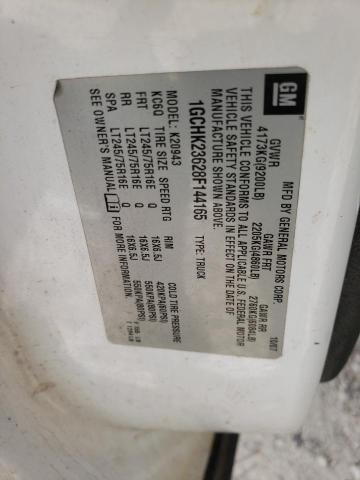 GM
MFD BY GENERAL MOTORS CORP.
10/07
GVWR GAWR FRT GAWR RR
4173KG(9200LB) 2205KG(4860LB) 2760KG(6084LB)
THIS VEHICLE CONFORMS TO ALL APPLICABLE U.S. FEDERAL MOTOR
VEHICLE SAFETY STANDARDS IN EFFECT ON THE DATE OF
MANUFACTURE SHOWN ABOVE.
1GCHK23628F144165 TYPE: TRUCK
MODEL: K20943
KC6Q TIRE SIZE SPEED RTG RIM COLD TIRE PRESSURE
FRT LT245/75R16E Q 16X6.5J 420KPA(60PSI)
RR LT245/75R16E Q 16X6.5J 550KPA(80PSI)
SPA LT245/75R16E Q 16X6.5J 550KPA(80PSI)
SEE OWNERS MANUAL FOR MORE INFORMATION.